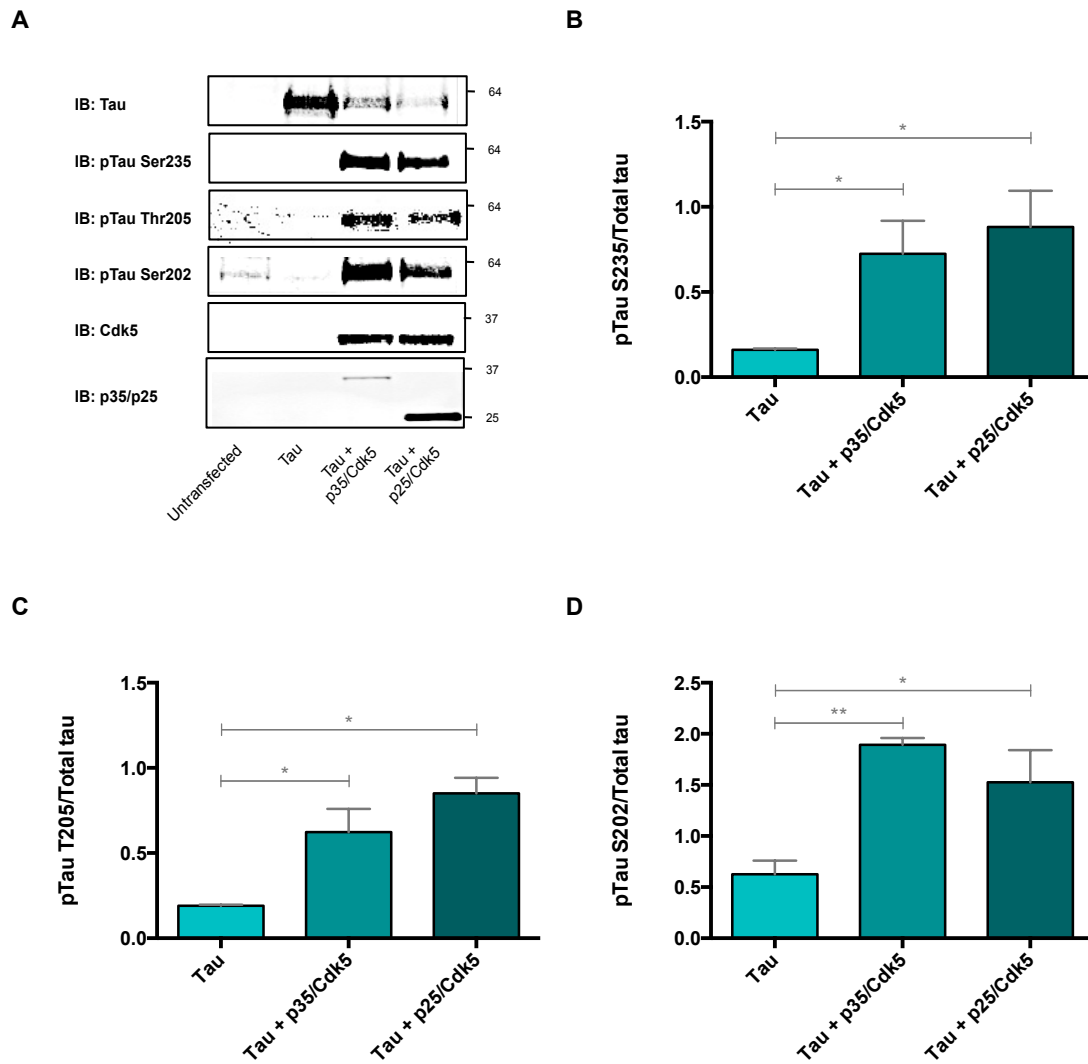 A
IB: Tau
64
IB: pTau Ser235
64
IB: pTau Thr205
64
IB: pTau Ser202
64
IB: Cdk5
37
IB: p35/p25
37
25
Untransfected
Tau
Tau +
p35/Cdk5
Tau +
p25/Cdk5
B
pTau S235/Total tau
1.5
1.0
0.5
0.0
*
*
Tau
Tau + p35/Cdk5
Tau + p25/Cdk5
C
pTau T205/Total tau
1.5
1.0
0.5
0.0
*
*
Tau
Tau + p35/Cdk5
Tau + p25/Cdk5
D
pTau S202/Total tau
2.5
2.0
1.5
1.0
0.5
0.0
*
**
Tau
Tau + p35/Cdk5
Tau + p25/Cdk5